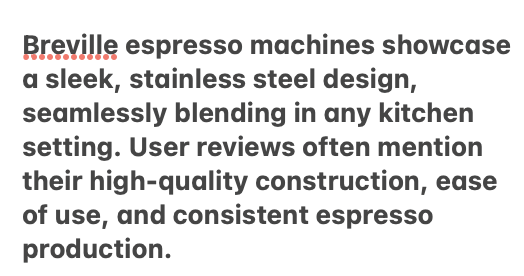 Breville espresso machines showcase
a sleek, stainless steel design,
seamlessly blending in any kitchen
setting. User reviews often mention
their high-quality construction, ease
of use, and consistent espresso
production.